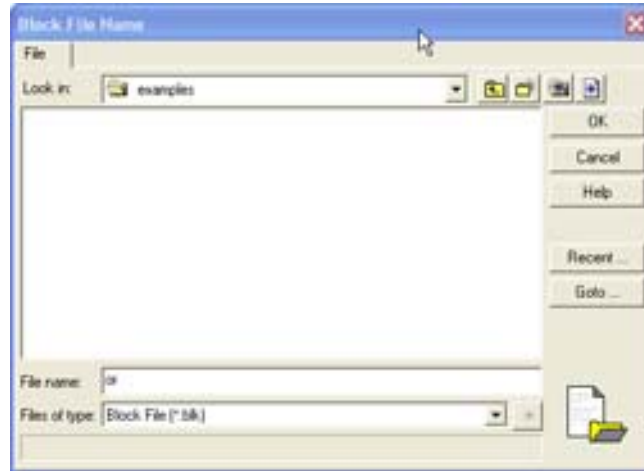 Block File Name
File
Look in: examples
OK
Cancel
Help
Recent ...
Goto ...
File name: or
Files of type: Block File (*.blk)